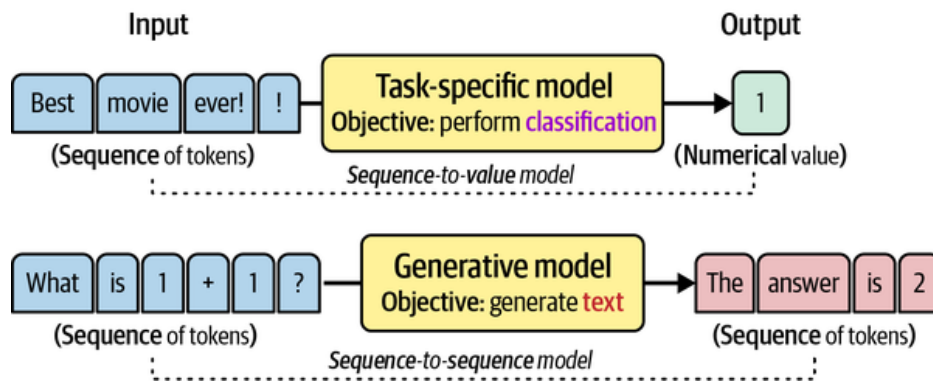 Input
Output
Best movie ever! !
Task-specific model
Objective: perform classification
1
(Sequence of tokens)
(Numerical value)
Sequence-to-value model
What is 1 + 1 ?
Generative model
Objective: generate text
The answer is 2
(Sequence of tokens)
(Sequence of tokens)
Sequence-to-sequence model